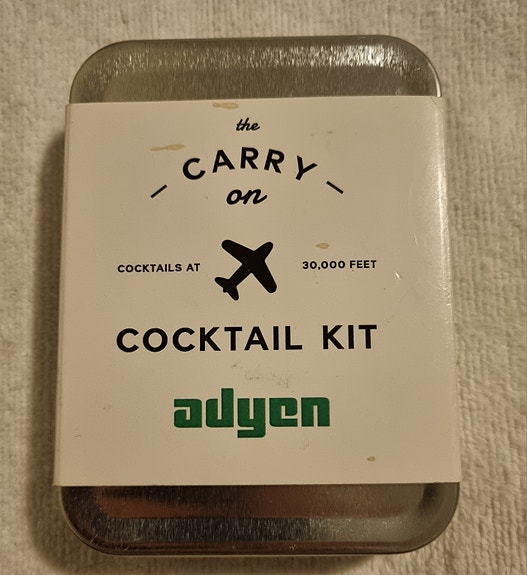 the
CARRY
on
COCKTAILS AT 30,000 FEET
COCKTAIL KIT
adyen